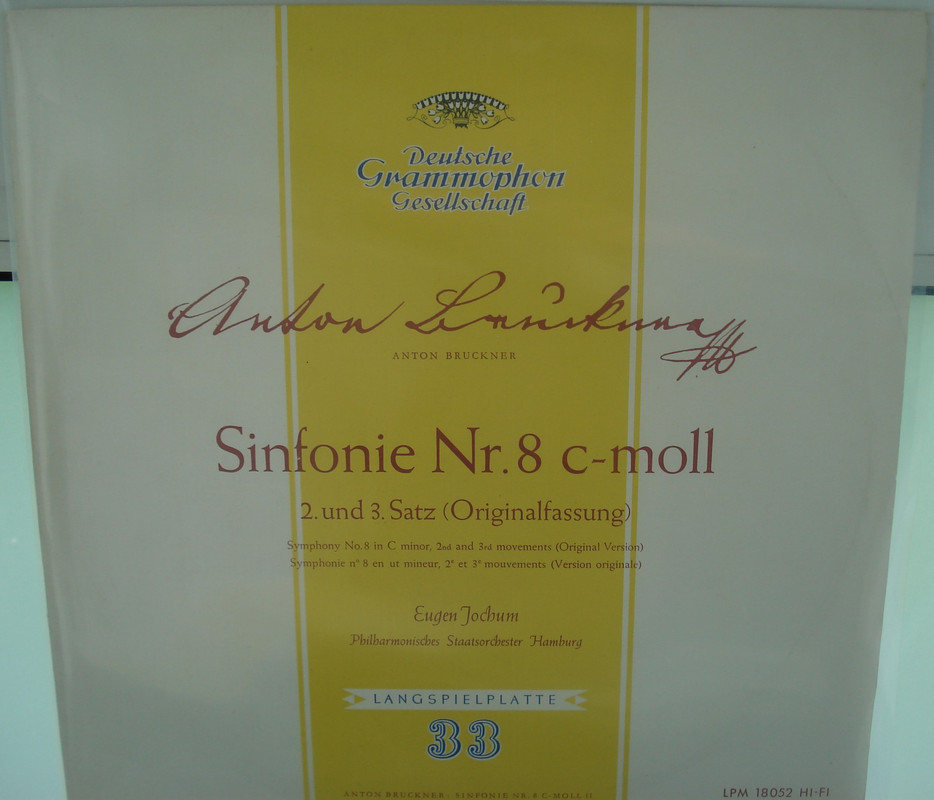 Deutsche
Grammophon
Gesellschaft
Anton Bruckner
ANTON BRUCKNER
Sinfonie Nr. 8 c-moll
2. und 3. Satz (Originalfassung)
Symphony No. 8 in C minor, 2nd and 3rd movements (Original Version)
Symphonie n° 8 en ut mineur, 2e et 3e mouvements (Version originale)
Eugen Jochum
Philharmonisches Staatsorchester Hamburg
LANGSPIELPLATTE
33
ANTON BRUCKNER: SINFONIE NR. 8 C-MOLL II
LPM 18052 HI-FI